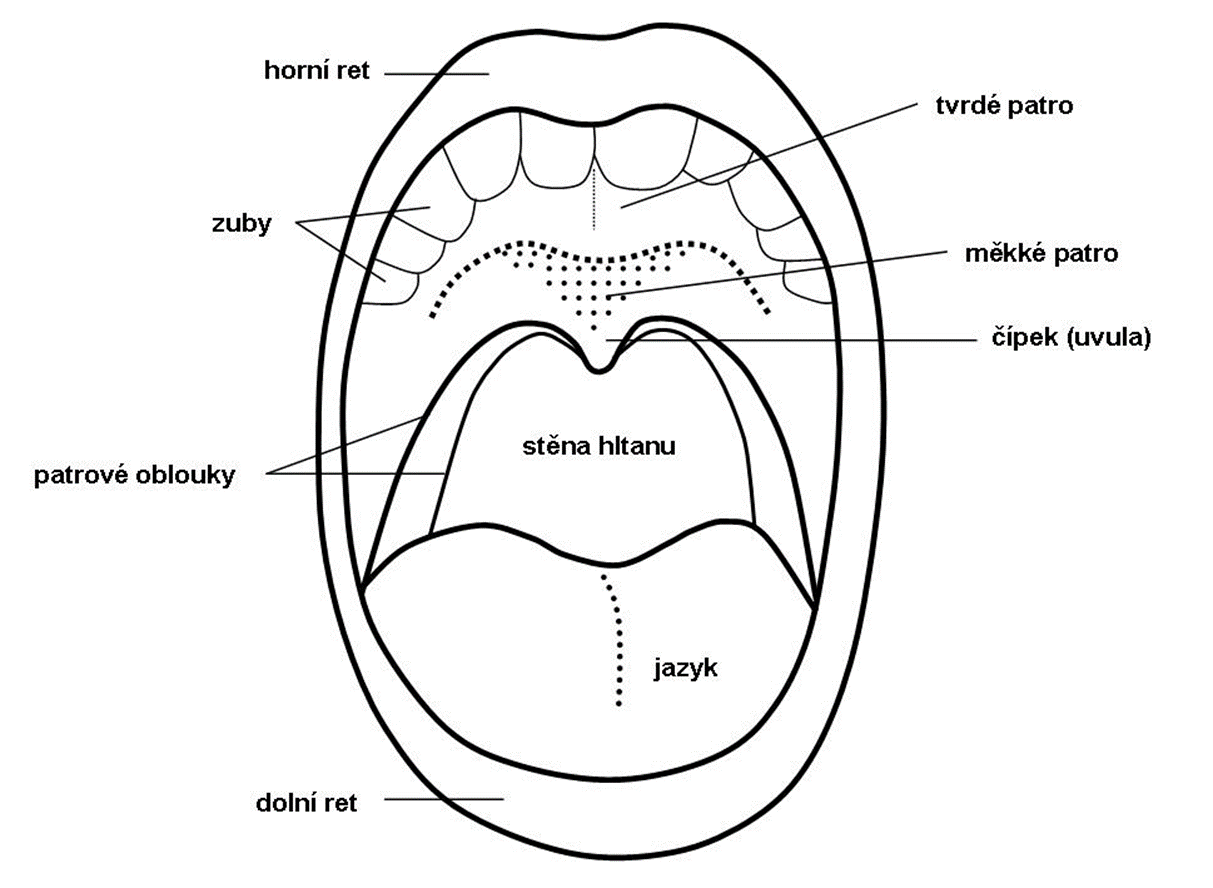 horní ret
tvrdé patro
zuby
měkké patro
čípek (uvula)
stěna hltanu
patrové oblouky
jazyk
dolní ret